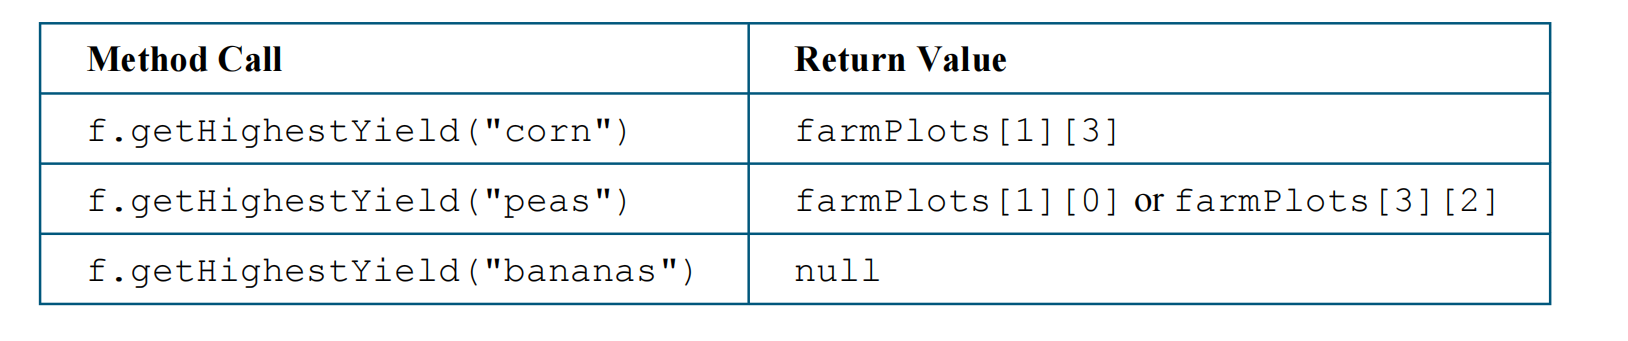 Method Call Return Value
f.getHighestYield("corn") farmPlots[1][3]
f.getHighestYield("peas") farmPlots[1][0] or farmPlots[3][2]
f.getHighestYield("bananas") null